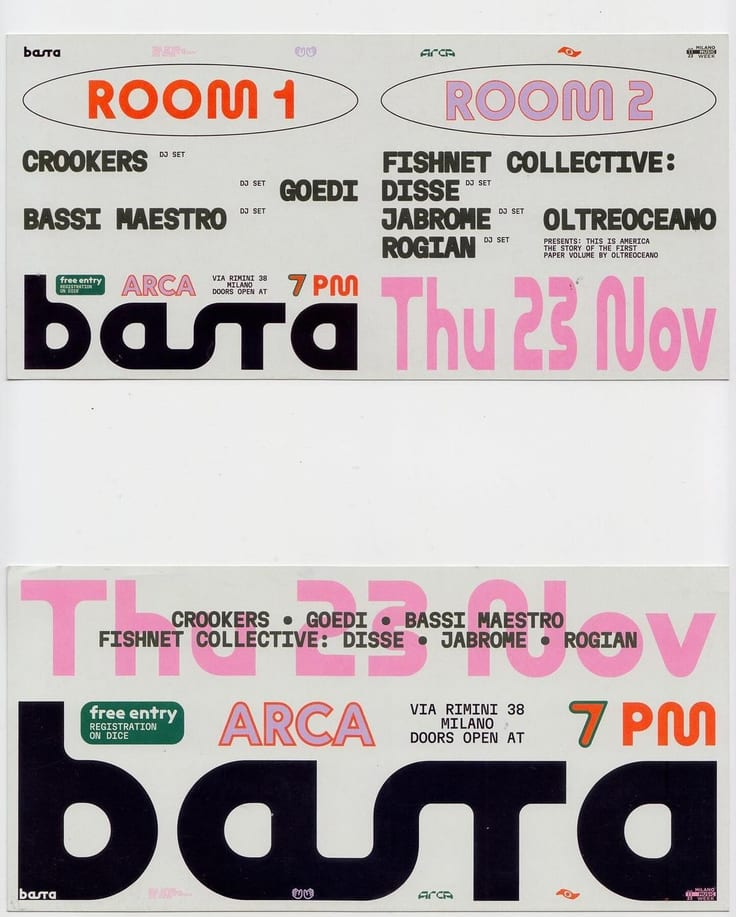 basta
ARCA
MILANO
MUSIC
WEEK
ROOM 1
ROOM 2
CROOKERS DJ SET
DJ SET GOEDI
BASSI MAESTRO DJ SET
FISHNET COLLECTIVE:
DISSE DJ SET
JABROME DJ SET
ROGIAN DJ SET
OLTREOCEANO
PRESENTS: THIS IS AMERICA
THE STORY OF THE FIRST
PAPER VOLUME BY OLTREOCEANO
free entry
REGISTRATION
ON DICE
ARCA
VIA RIMINI 38
MILANO
DOORS OPEN AT
7 PM
basta
Thu 23 Nov
Thu 23 Nov
CROOKERS • GOEDI • BASSI MAESTRO
FISHNET COLLECTIVE: DISSE • JABROME • ROGIAN
free entry
REGISTRATION
ON DICE
ARCA
VIA RIMINI 38
MILANO
DOORS OPEN AT
7 PM
basta
basta
ARCA
MILANO
MUSIC
WEEK